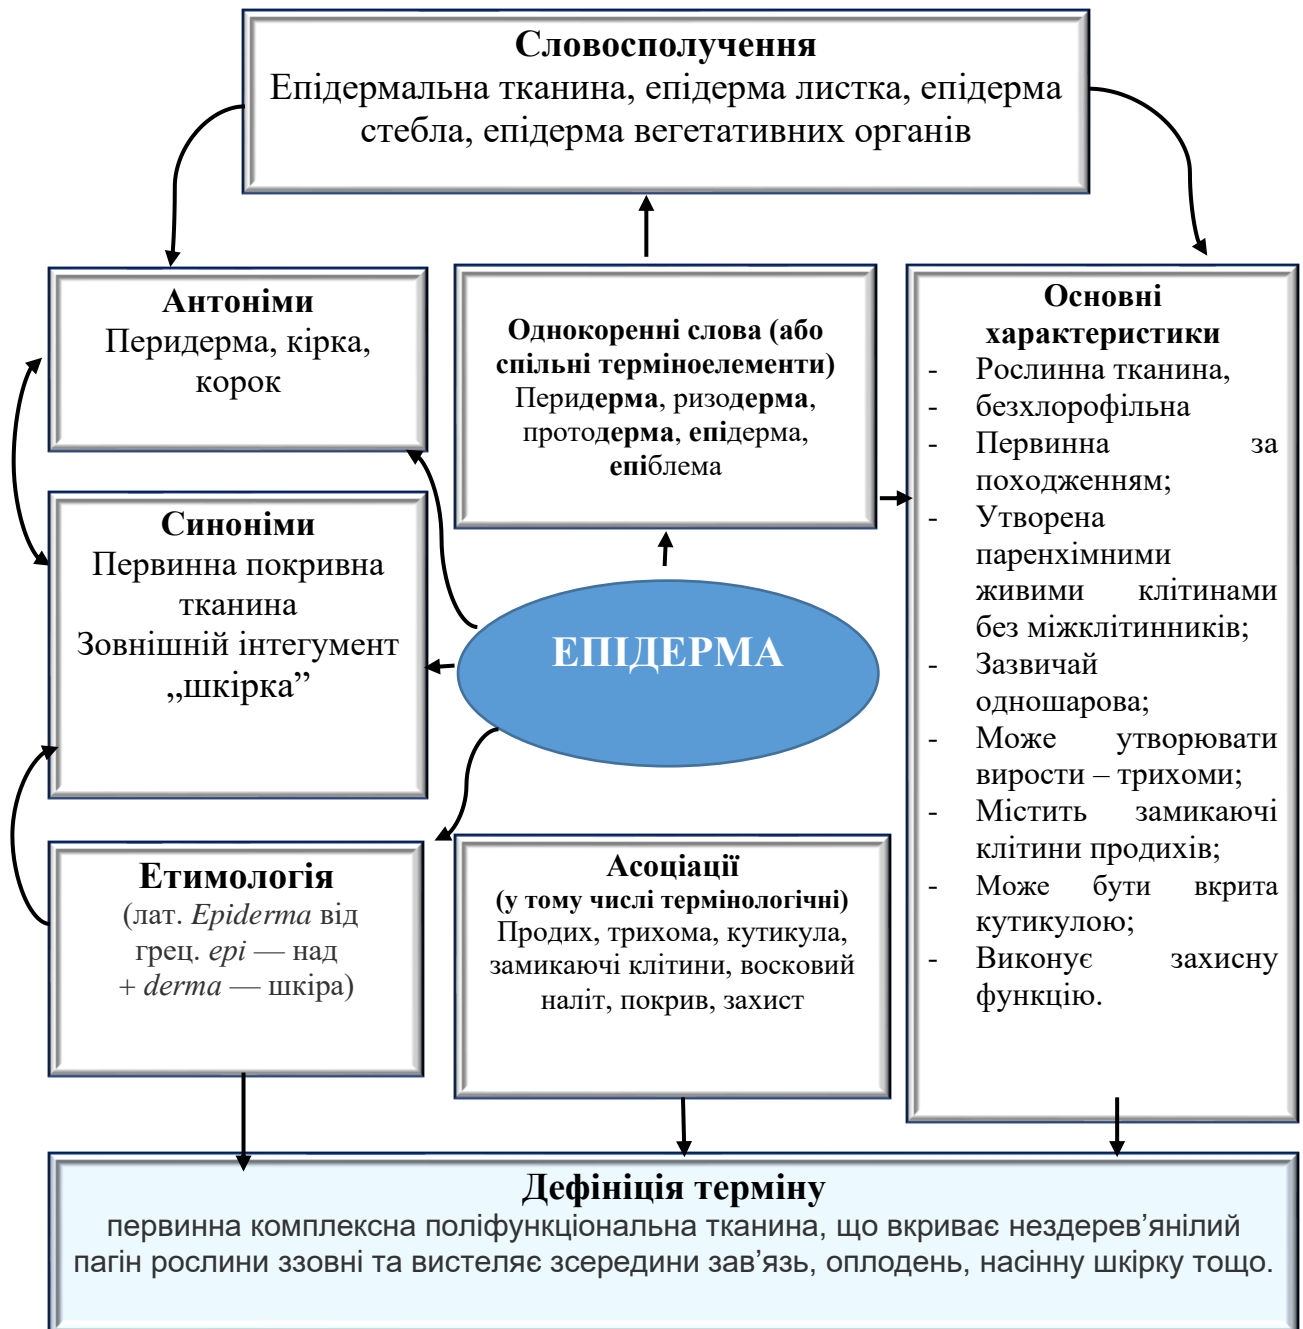 Словосполучення
Епідермальна тканина, епідерма листка, епідерма
стебла, епідерма вегетативних органів
Антоніми
Перидерма, кірка,
корок
Однокоренні слова (або
спільні терміноелементи)
Перидерма, ризодерма,
протодерма, епідерма,
епіблема
Основні
характеристики
- Рослинна тканина,
- безхлорофільна
- Первинна за
походженням;
- Утворена
паренхімними
живими клітинами
без міжклітинників;
- Зазвичай
одношарова;
- Може утворювати
вирости – трихоми;
- Містить замикаючі
клітини продихів;
- Може бути вкрита
кутикулою;
- Виконує захисну
функцію.
Синоніми
Первинна покривна
тканина
Зовнішній інтегумент
„шкірка”
ЕПІДЕРМА
Етимологія
(лат. Epiderma від
грец. epi — над
+ derma — шкіра)
Асоціації
(у тому числі термінологічні)
Продих, трихома, кутикула,
замикаючі клітини, восковий
наліт, покрив, захист
Дефініція терміну
первинна комплексна поліфункціональна тканина, що вкриває нездерев’янілий
пагін рослини ззовні та вистеляє зсередини зав’язь, оплодень, насінну шкірку тощо.